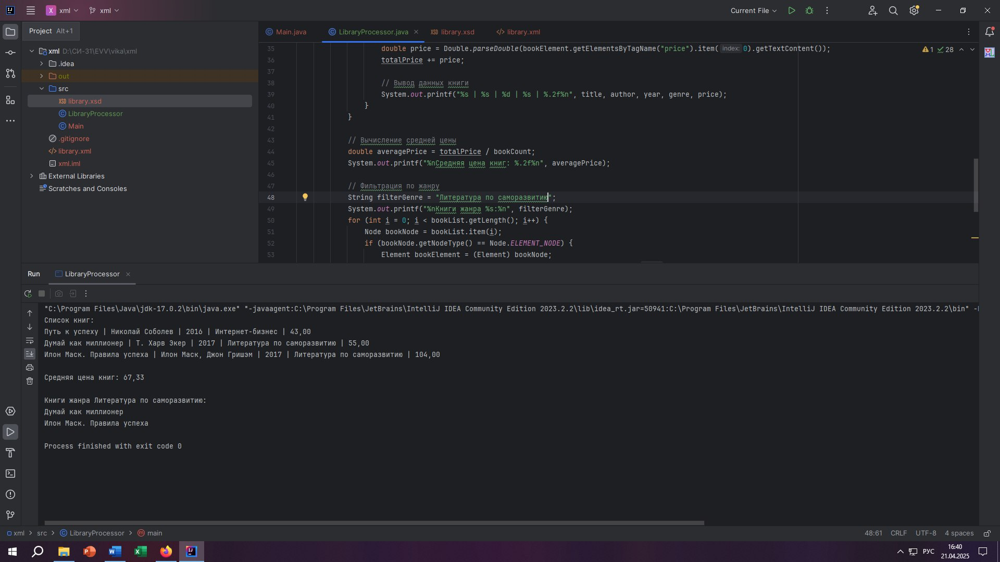 X xml
xml
Current File
Project Alt+1
xml D:\СИ-31\EVV\vika\xml
.idea
out
src
XSD library.xsd
LibraryProcessor
Main
.gitignore
library.xml
xml.iml
External Libraries
Scratches and Consoles
Main.java
LibraryProcessor.java
XSD library.xsd
library.xml
1 28
35 double price = Double.parseDouble(bookElement.getElementsByTagName("price").item( index: 0).getTextContent());
36 totalPrice += price;
37
38 // Вывод данных книги
39 System.out.printf("%s | %s | %d | %s | %.2f%n", title, author, year, genre, price);
40 }
41 }
42
43 // Вычисление средней цены
44 double averagePrice = totalPrice / bookCount;
45 System.out.printf("%nСредняя цена книг: %.2f%n", averagePrice);
46
47 // Фильтрация по жанру
48 String filterGenre = "Литература по саморазвитию";
49 System.out.printf("%nКниги жанра %s:%n", filterGenre);
50 for (int i = 0; i < bookList.getLength(); i++) {
51 Node bookNode = bookList.item(i);
52 if (bookNode.getNodeType() == Node.ELEMENT_NODE) {
53 Element bookElement = (Element) bookNode;
Run LibraryProcessor
"C:\Program Files\Java\jdk-17.0.2\bin\java.exe" "-javaagent:C:\Program Files\JetBrains\IntelliJ IDEA Community Edition 2023.2.2\lib\idea_rt.jar=50941:C:\Program Files\JetBrains\IntelliJ IDEA Community Edition 2023.2.2\bin"
Список книг:
Путь к успеху | Николай Соболев | 2016 | Интернет-бизнес | 43,00
Думай как миллионер | Т. Харв Экер | 2017 | Литература по саморазвитию | 55,00
Илон Маск. Правила успеха | Илон Маск, Джон Гришэм | 2017 | Литература по саморазвитию | 104,00
Средняя цена книг: 67,33
Книги жанра Литература по саморазвитию:
Думай как миллионер
Илон Маск. Правила успеха
Process finished with exit code 0
xml > src > LibraryProcessor > main
48:61 CRLF UTF-8 4 spaces
РУС
16:40
21.04.2025